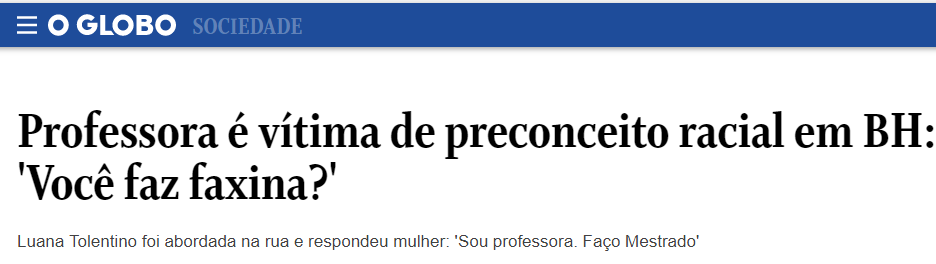 O GLOBO SOCIEDADE
Professora é vítima de preconceito racial em BH:
'Você faz faxina?'
Luana Tolentino foi abordada na rua e respondeu mulher: 'Sou professora. Faço Mestrado'